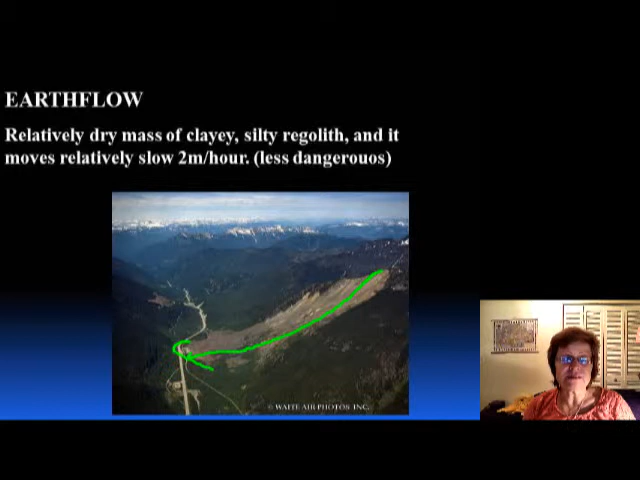 EARTHFLOW
Relatively dry mass of clayey, silty regolith, and it
moves relatively slow 2m/hour. (less dangerouos)
© WAITE AIR PHOTOS INC.